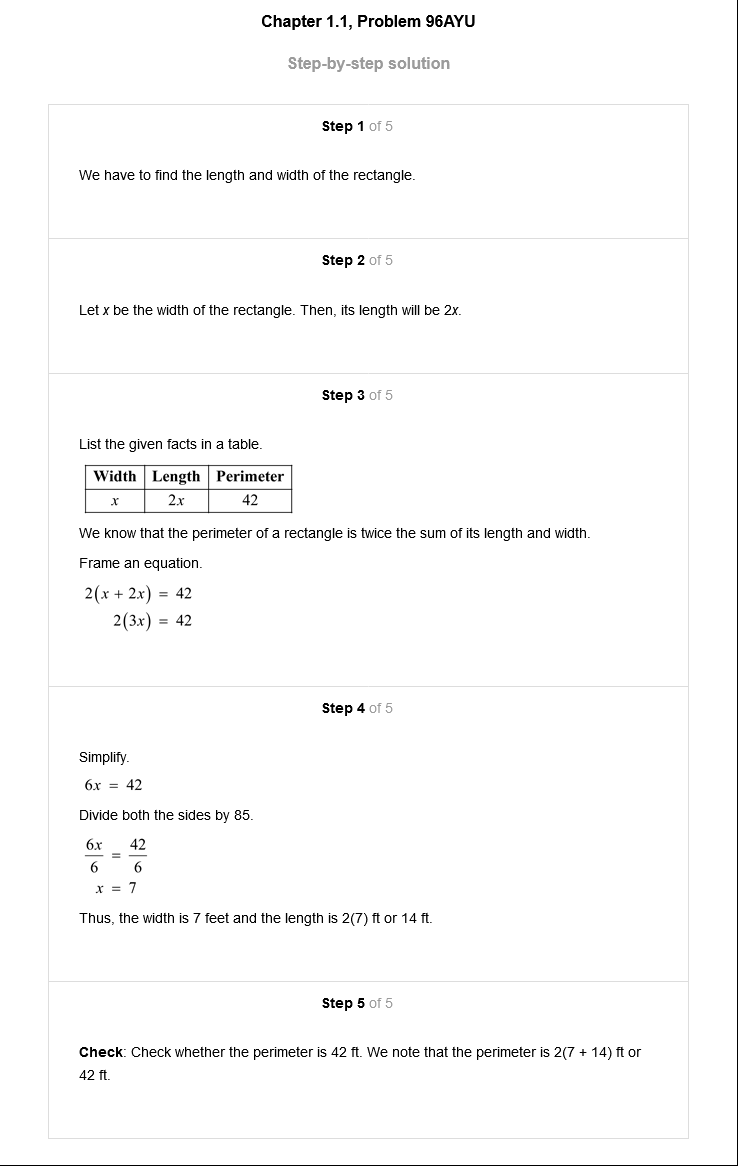 Chapter 1.1, Problem 96AYU
Step-by-step solution
Step 1 of 5
We have to find the length and width of the rectangle.
Step 2 of 5
Let x be the width of the rectangle. Then, its length will be 2x.
Step 3 of 5
List the given facts in a table.
Width Length Perimeter
x 2x 42
We know that the perimeter of a rectangle is twice the sum of its length and width.
Frame an equation.
2(x + 2x) = 42
2(3x) = 42
Step 4 of 5
Simplify.
6x = 42
Divide both the sides by 85.
6x/6 = 42/6
x = 7
Thus, the width is 7 feet and the length is 2(7) ft or 14 ft.
Step 5 of 5
Check: Check whether the perimeter is 42 ft. We note that the perimeter is 2(7 + 14) ft or
42 ft.